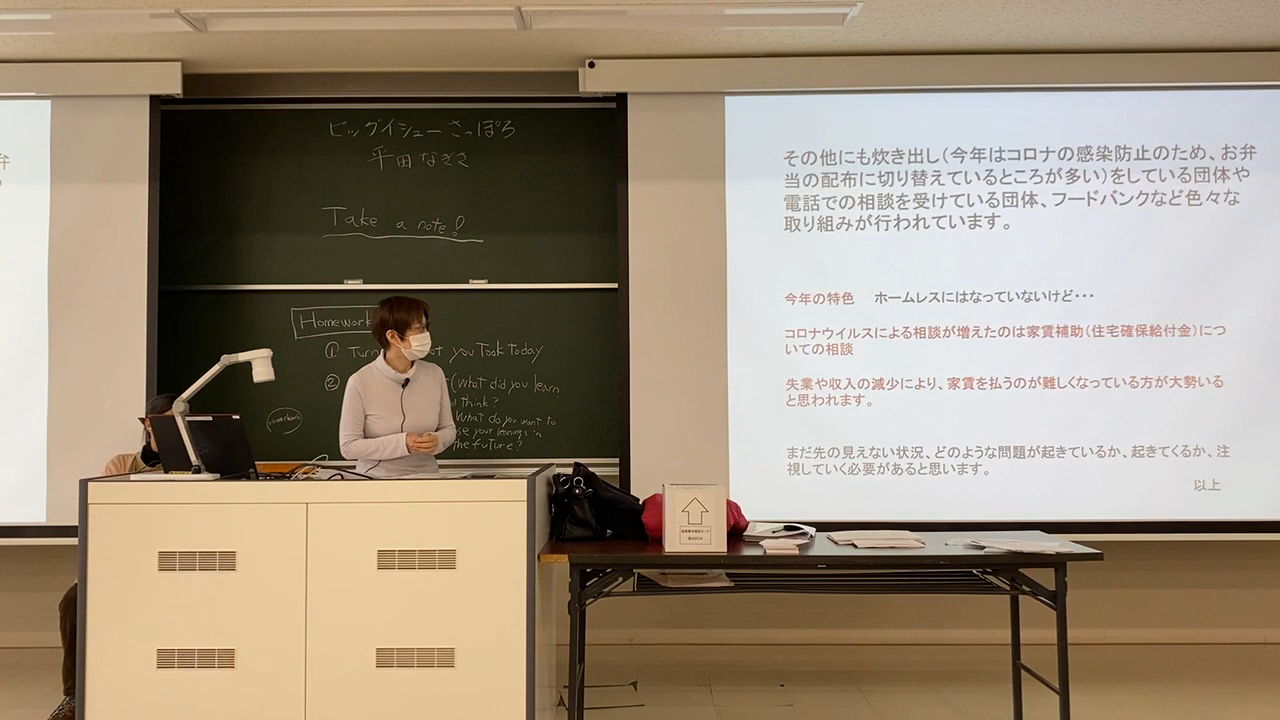 弁
ビッグイシューさっぽろ
平田なぎさ
Take a note!
Homework
① Turn
you Took Today
②
(what did you learn
think?
What do you want to
your learnings in
the future?
その他にも炊き出し(今年はコロナの感染防止のため、お弁
当の配布に切り替えているところが多い)をしている団体や
電話での相談を受けている団体、フードバンクなど色々な
取り組みが行われています。
今年の特色 ホームレスにはなっていないけど・・・
コロナウイルスによる相談が増えたのは家賃補助(住宅確保給付金)につ
いての相談
失業や収入の減少により、家賃を払うのが難しくなっている方が大勢いる
と思われます。
まだ先の見えない状況、どのような問題が起きているか、起きてくるか、注
視していく必要があると思います。
以上